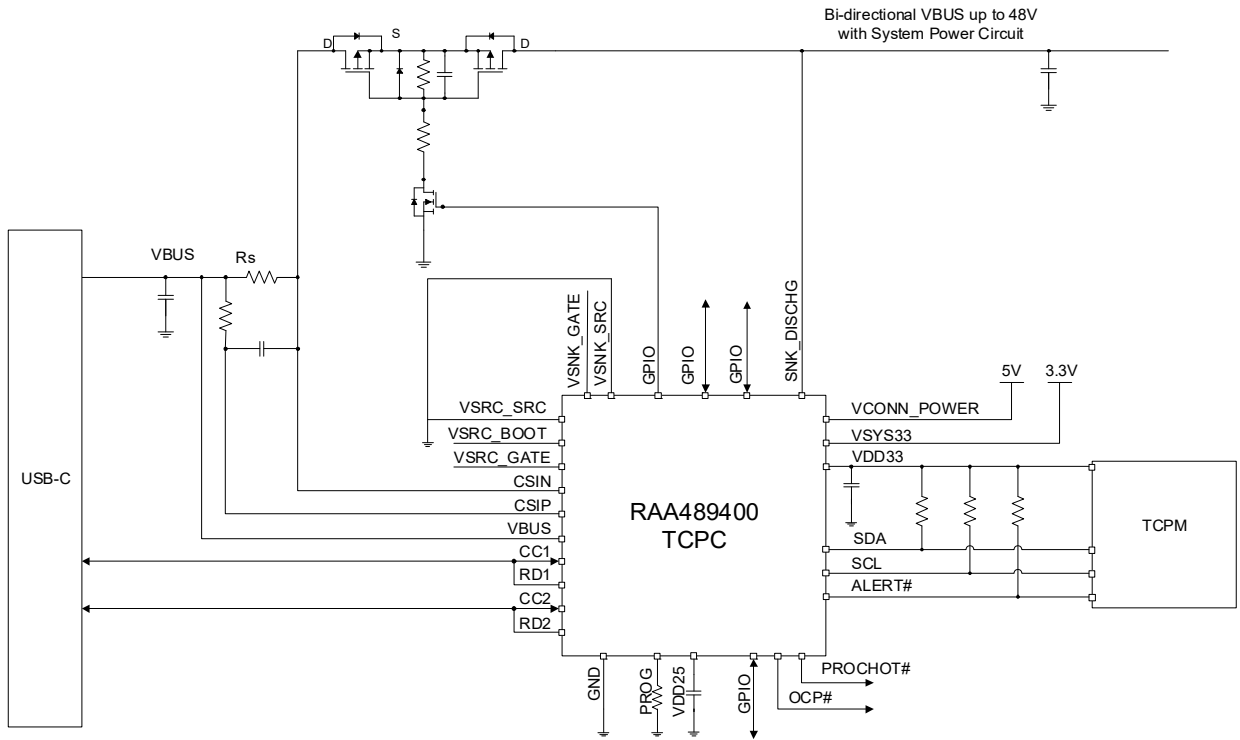 Bi-directional VBUS up to 48V
with System Power Circuit
D
S
D
VBUS
Rs
VSNK_GATE
VSNK_SRC
GPIO
GPIO
GPIO
SNK_DISCHG
5V
3.3V
VSRC_SRC
VSRC_BOOT
VSRC_GATE
CSIN
CSIP
VBUS
CC1
RD1
CC2
RD2
USB-C
RAA489400
TCPC
VCONN_POWER
VSYS33
VDD33
SDA
SCL
ALERT#
TCPM
GND
PROG
VDD25
GPIO
PROCHOT#
OCP#